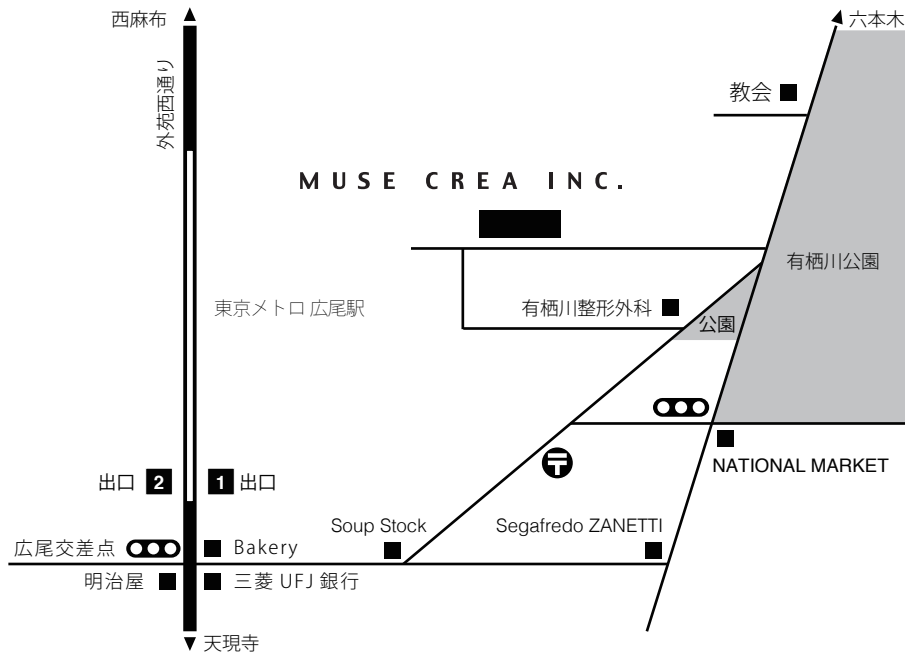 西麻布
六本木
外苑西通り
教会
MUSE CREA INC.
有栖川公園
東京メトロ 広尾駅
有栖川整形外科
公園
NATIONAL MARKET
出口 2
1 出口
Soup Stock
Segafredo ZANETTI
広尾交差点
Bakery
明治屋
三菱 UFJ 銀行
天現寺